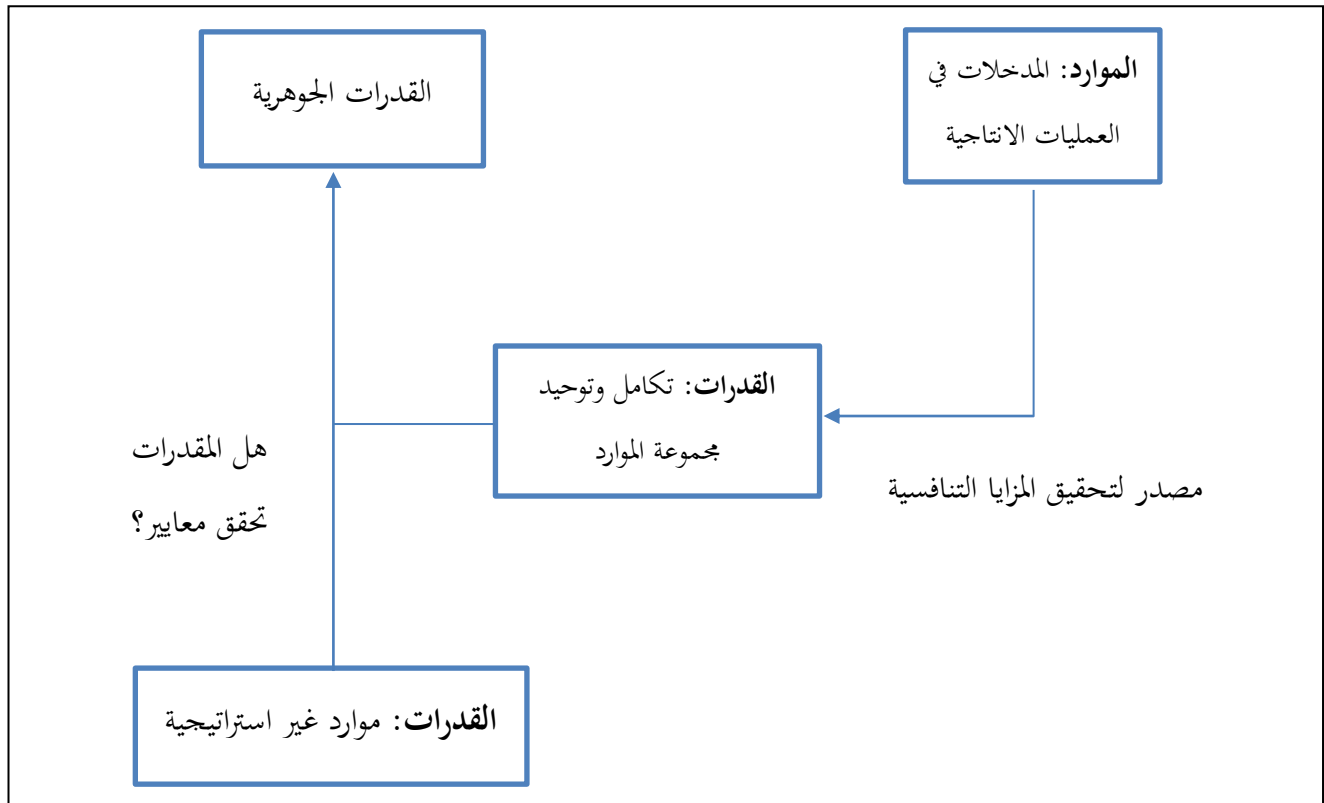 الموارد: المدخلات في
العمليات الانتاجية
القدرات الجوهرية
القدرات: تكامل وتوحيد
مجموعة الموارد
مصدر لتحقيق المزايا التنافسية
هل المقدرات
تحقق معايير؟
القدرات: موارد غير استراتيجية